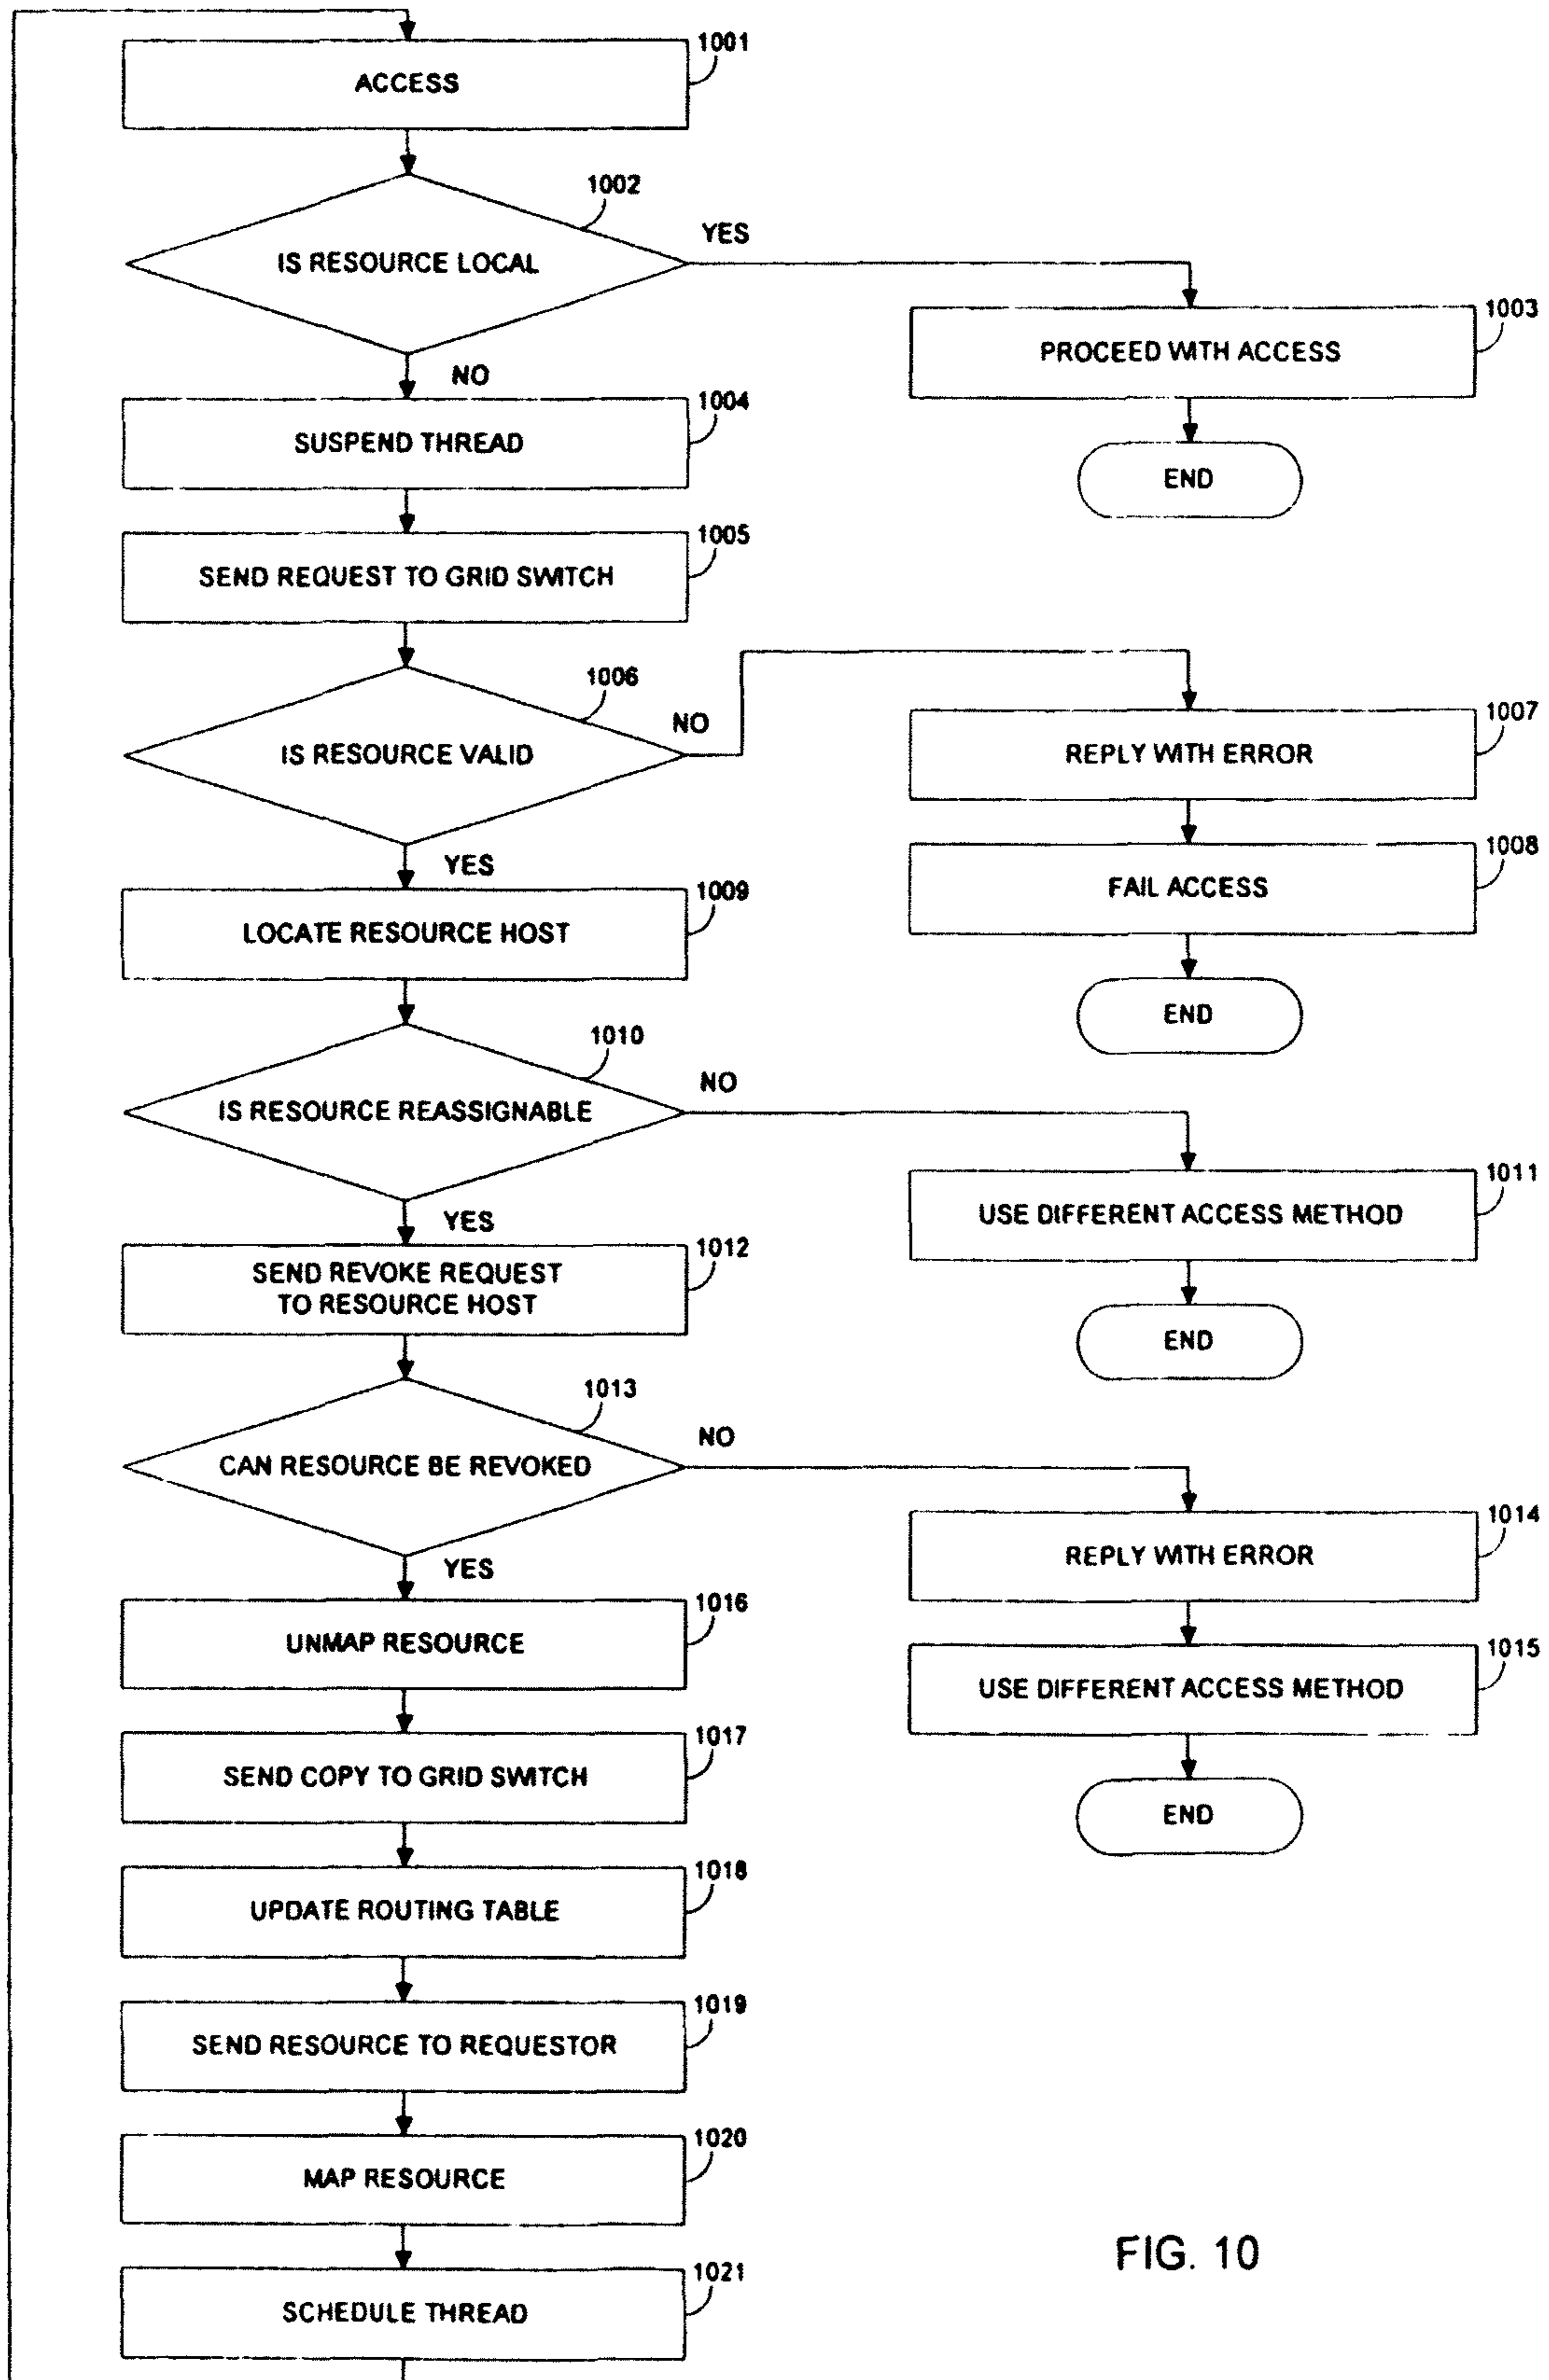 1001
ACCESS
1002
IS RESOURCE LOCAL
YES
1003
PROCEED WITH ACCESS
END
NO
1004
SUSPEND THREAD
1005
SEND REQUEST TO GRID SWITCH
1006
IS RESOURCE VALID
NO
1007
REPLY WITH ERROR
1008
FAIL ACCESS
END
YES
1009
LOCATE RESOURCE HOST
1010
IS RESOURCE REASSIGNABLE
NO
1011
USE DIFFERENT ACCESS METHOD
END
YES
1012
SEND REVOKE REQUEST
TO RESOURCE HOST
1013
CAN RESOURCE BE REVOKED
NO
1014
REPLY WITH ERROR
1015
USE DIFFERENT ACCESS METHOD
END
YES
1016
UNMAP RESOURCE
1017
SEND COPY TO GRID SWITCH
1018
UPDATE ROUTING TABLE
1019
SEND RESOURCE TO REQUESTOR
1020
MAP RESOURCE
1021
SCHEDULE THREAD
FIG. 10